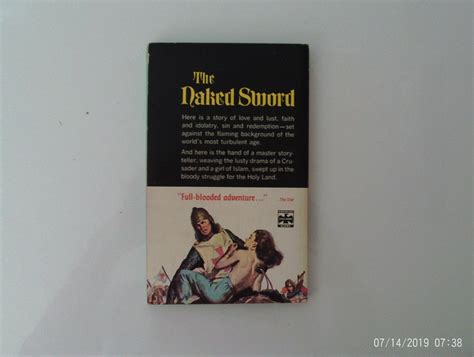 The
Naked Sword
Here is a story of love and lust, faith
and idolatry, sin and redemption—set
against the flaming background of the
world's most turbulent age.
And here is the hand of a master story-
teller, weaving the lusty drama of a Cru-
sader and a girl of Islam, swept up in the
bloody struggle for the Holy Land.
"Full-blooded adventure..." The Star
07/14/2019 07:38